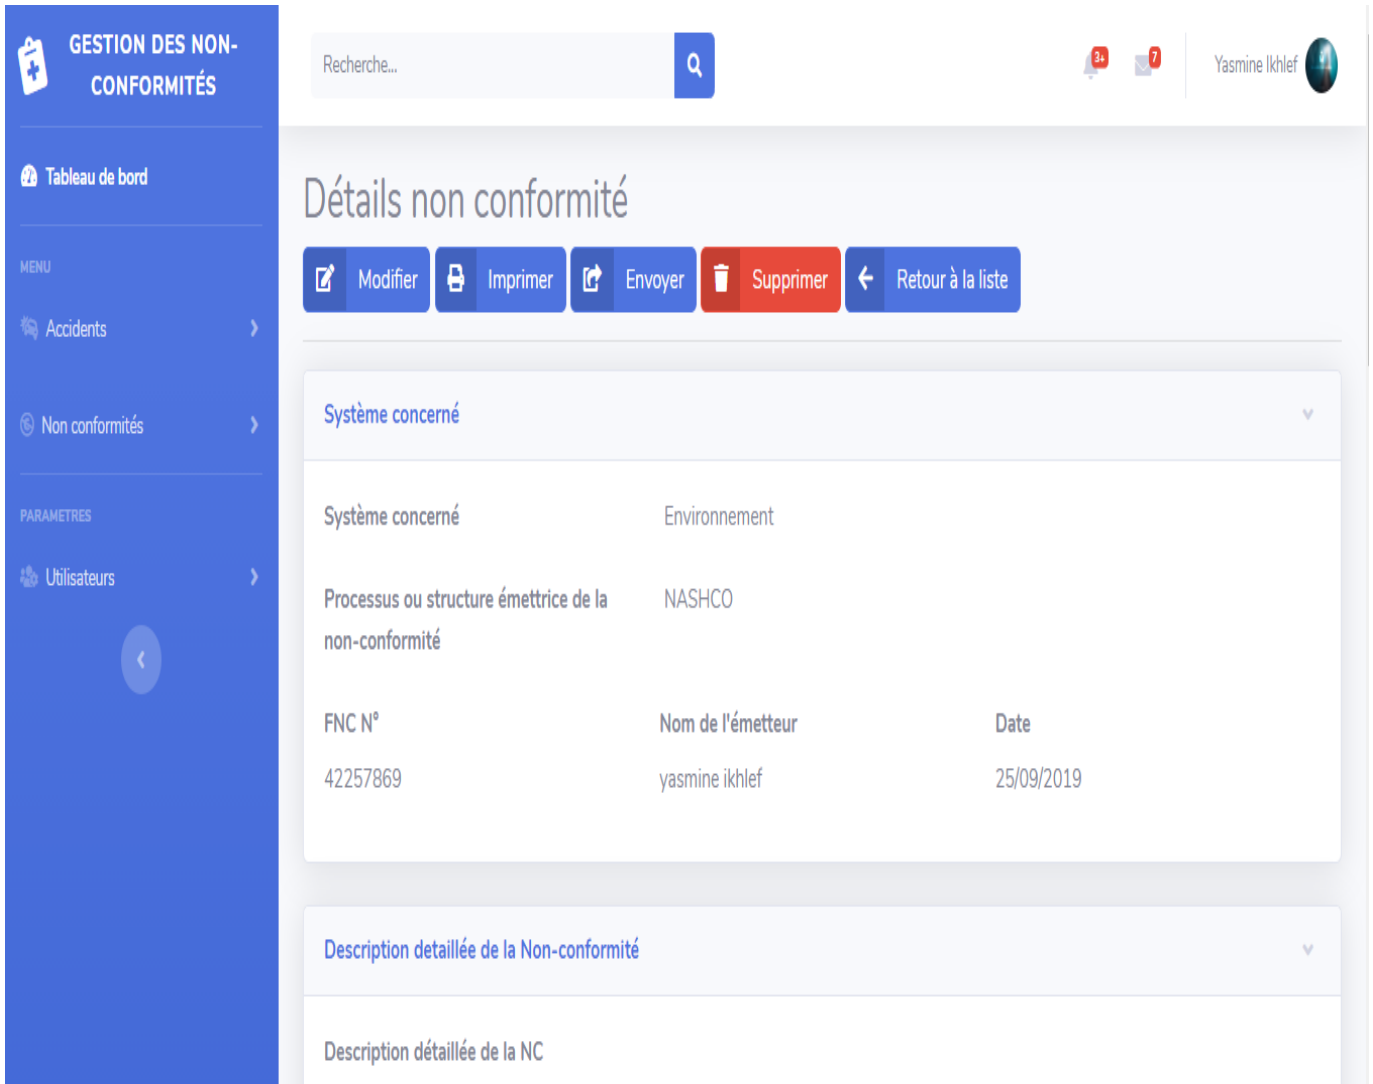 GESTION DES NON-
CONFORMITÉS
Recherche...
3+
7
Yasmine Ikhlef
Tableau de bord
MENU
Accidents
Non conformités
PARAMETRES
Utilisateurs
Détails non conformité
Modifier
Imprimer
Envoyer
Supprimer
Retour à la liste
Système concerné
Système concerné
Environnement
Processus ou structure émettrice de la
non-conformité
NASHCO
FNC N°
Nom de l'émetteur
Date
42257869
yasmine ikhlef
25/09/2019
Description detaillée de la Non-conformité
Description détaillée de la NC